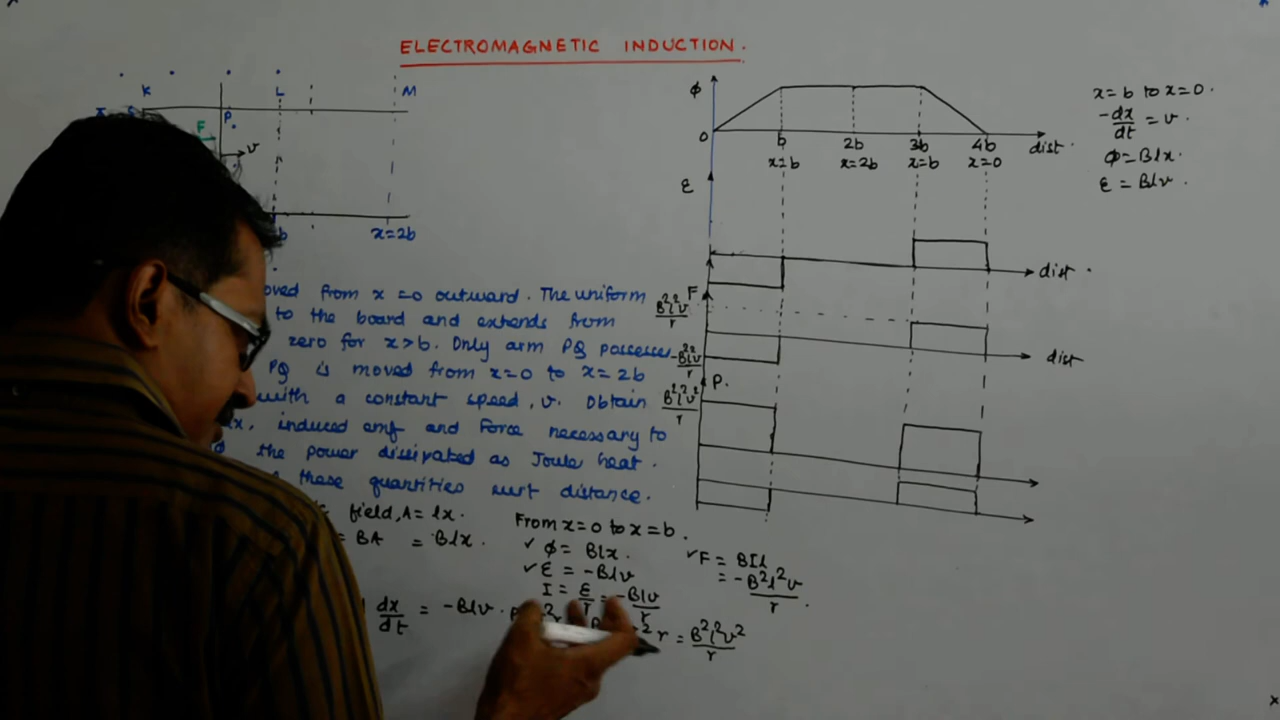 ELECTROMAGNETIC INDUCTION.
K L M
P
F
v
b x=2b
oved from x=0 outward. The uniform
to the board and extends from
zero for x>b. Only arm PQ possesses
PQ is moved from x=0 to x=2b
with a constant speed, v. Obtain
x, induced emf and Force necessary to
the power dissipated as Joule heat.
these quantities wrt distance.
field, A= lx.
= BA = Blx.
dx/dt = -Blv.
From x=0 to x=b.
✓ φ= Blx.
✓ ε = -Blv
I = ε/r = -Blv/r
²r = B²l²v²/r
✓F = BIl
= -B²l²v/r.
φ
0 b 2b 3b 4b dist.
x=b x=2b x=b x=0
ε
dist.
F
B²l²v/r
-B²l²v/r
dist
P.
B²l²v²/r
x=b to x=0.
-dx/dt = v.
φ=Blx.
ε = Blv.